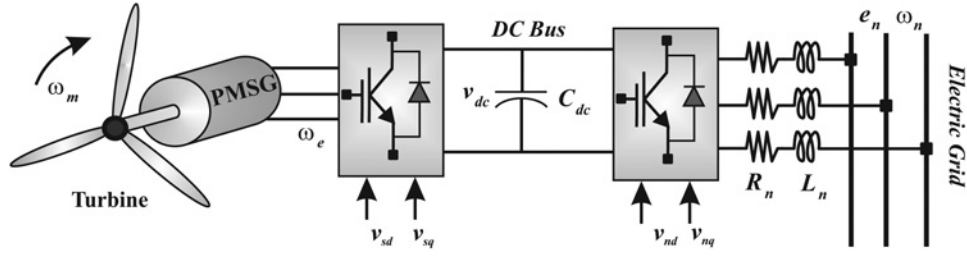 DC Bus
e_n ω_n
PMSG
ω_m
v_dc
C_dc
ω_e
Electric Grid
R_n L_n
Turbine
v_sd v_sq
v_nd v_nq